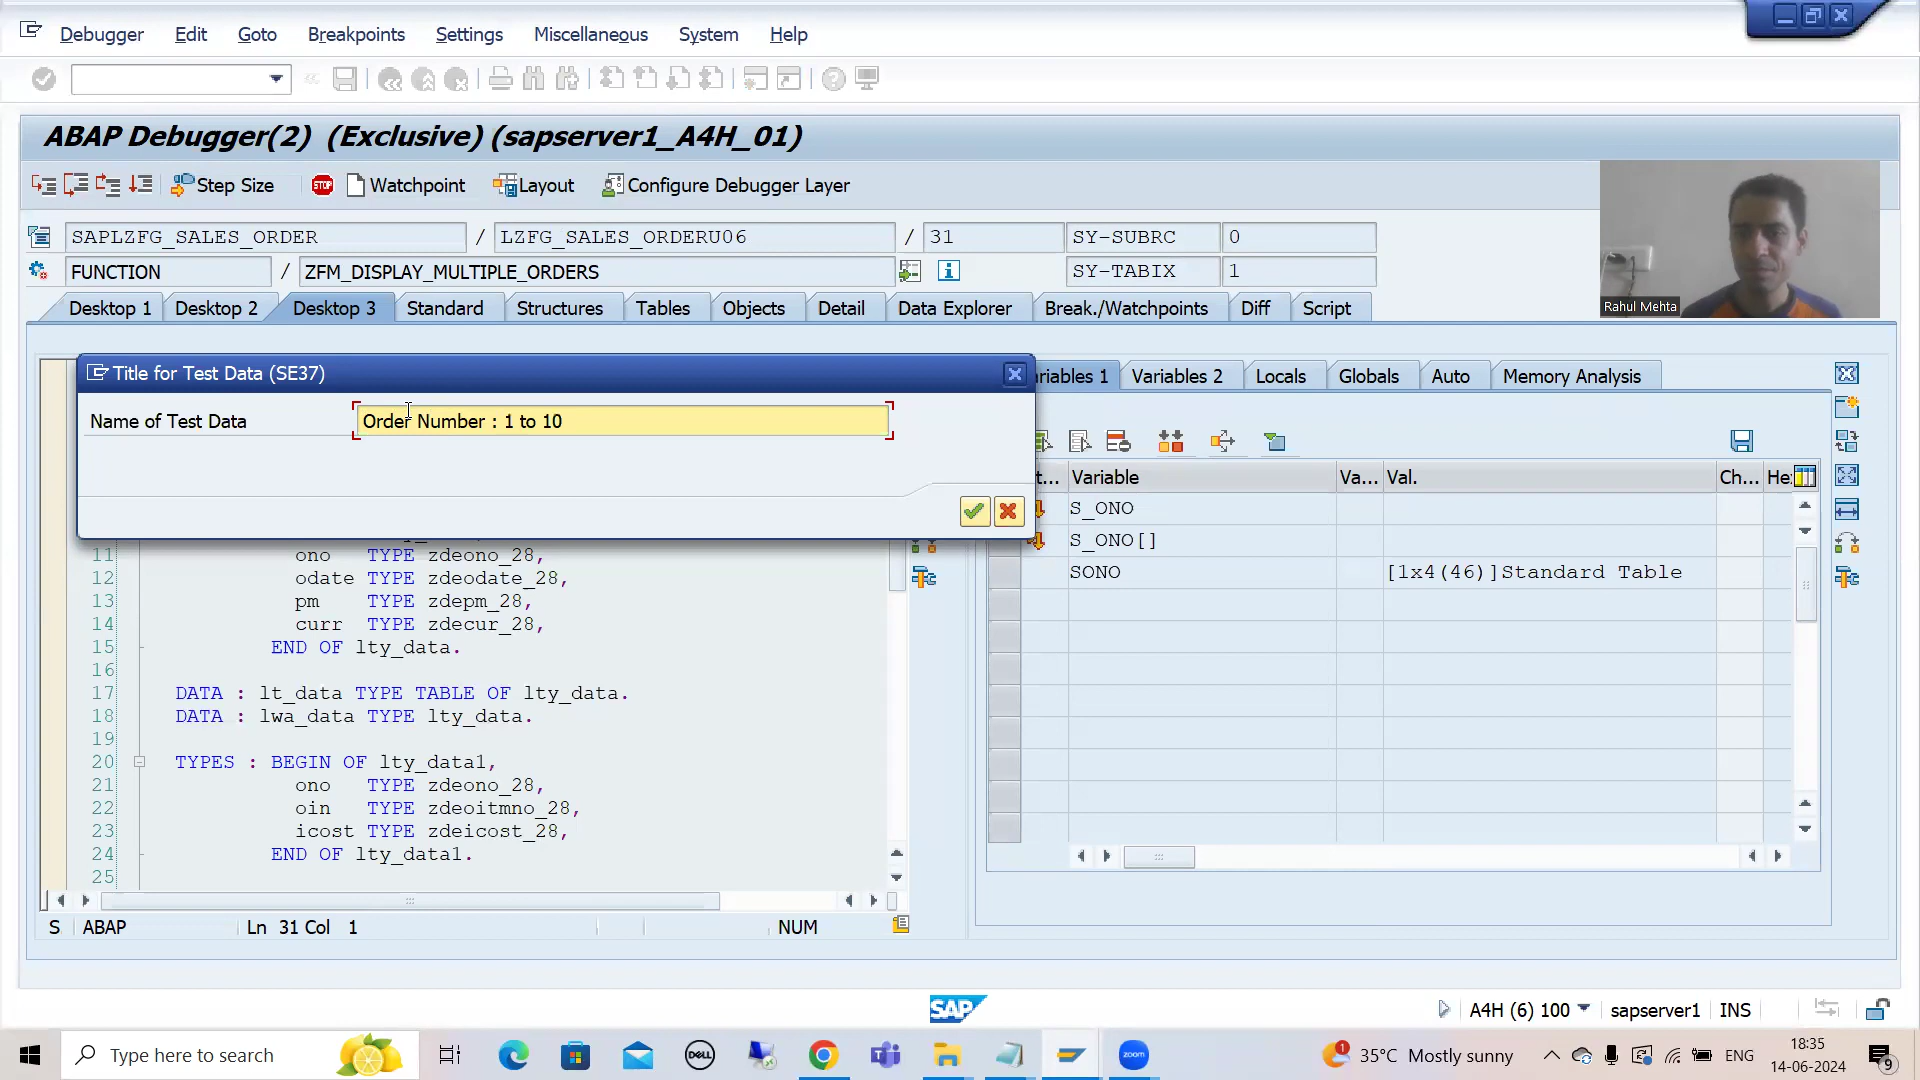 Debugger Edit Goto Breakpoints Settings Miscellaneous System Help
ABAP Debugger(2) (Exclusive) (sapserver1_A4H_01)
Step Size STOP Watchpoint Layout Configure Debugger Layer
SAPLZFG_SALES_ORDER / LZFG_SALES_ORDERU06 / 31 SY-SUBRC 0
FUNCTION / ZFM_DISPLAY_MULTIPLE_ORDERS SY-TABIX 1
Rahul Mehta
Desktop 1 Desktop 2 Desktop 3 Standard Structures Tables Objects Detail Data Explorer Break./Watchpoints Diff Script
Title for Test Data (SE37)
Name of Test Data Order Number : 1 to 10
riables 1 Variables 2 Locals Globals Auto Memory Analysis
t... Variable Va... Val. Ch... He
S_ONO
S_ONO[]
SONO [1x4(46)]Standard Table
11 ono TYPE zdeono_28,
12 odate TYPE zdeodate_28,
13 pm TYPE zdepm_28,
14 curr TYPE zdecur_28,
15 END OF lty_data.
16
17 DATA : lt_data TYPE TABLE OF lty_data.
18 DATA : lwa_data TYPE lty_data.
19
20 TYPES : BEGIN OF lty_data1,
21 ono TYPE zdeono_28,
22 oin TYPE zdeoitmno_28,
23 icost TYPE zdeicost_28,
24 END OF lty_data1.
25
S ABAP Ln 31 Col 1 NUM
SAP
A4H (6) 100 sapserver1 INS
Type here to search
DELL
zoom
1
35°C Mostly sunny
ENG
18:35
14-06-2024
9